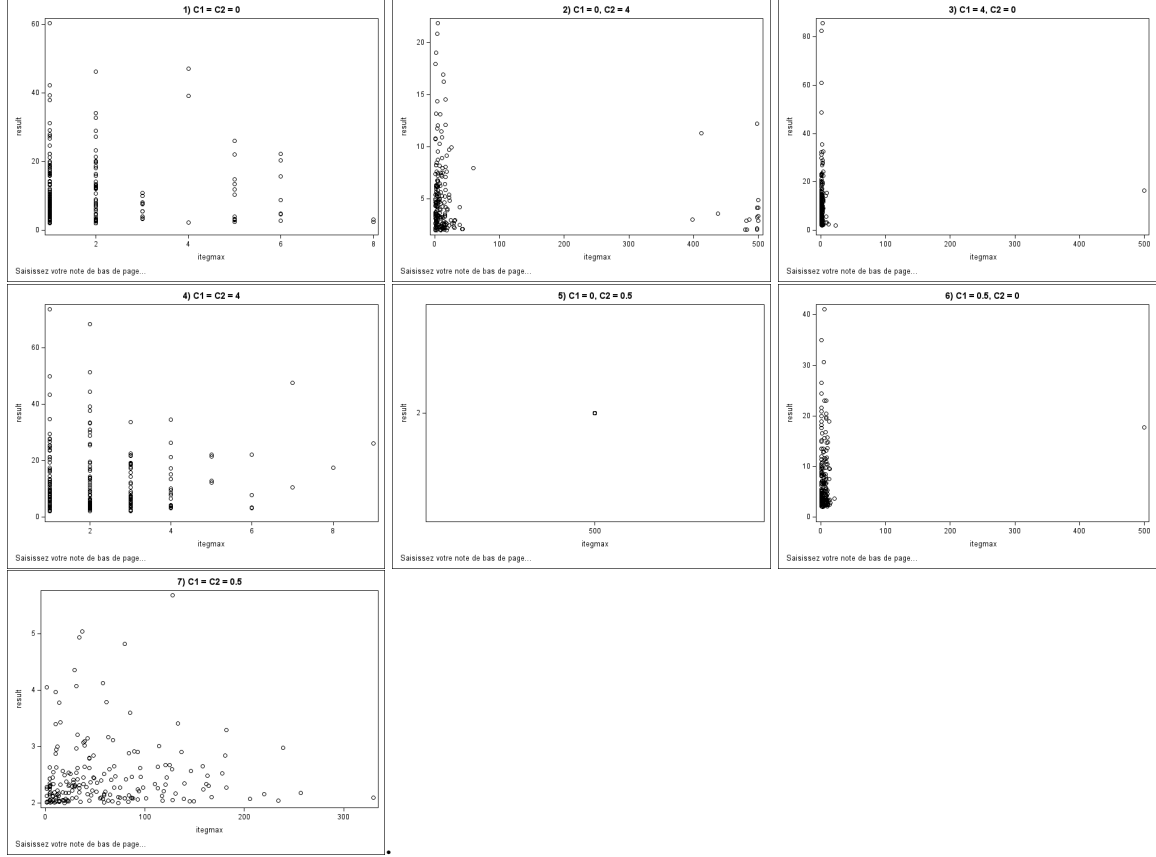 1) C1 = C2 = 0
60
40
20
0
result
2 4 6 8
itegmax
Saisissez votre note de bas de page...
2) C1 = 0, C2 = 4
20
15
10
5
result
0 100 200 300 400 500
itegmax
Saisissez votre note de bas de page...
3) C1 = 4, C2 = 0
80
60
40
20
0
result
0 100 200 300 400 500
itegmax
Saisissez votre note de bas de page...
4) C1 = C2 = 4
60
40
20
0
result
2 4 6 8
itegmax
Saisissez votre note de bas de page...
5) C1 = 0, C2 = 0.5
2
result
500
itegmax
Saisissez votre note de bas de page...
6) C1 = 0.5, C2 = 0
40
30
20
10
0
result
0 100 200 300 400 500
itegmax
Saisissez votre note de bas de page...
7) C1 = C2 = 0.5
5
4
3
2
result
0 100 200 300
itegmax
Saisissez votre note de bas de page...